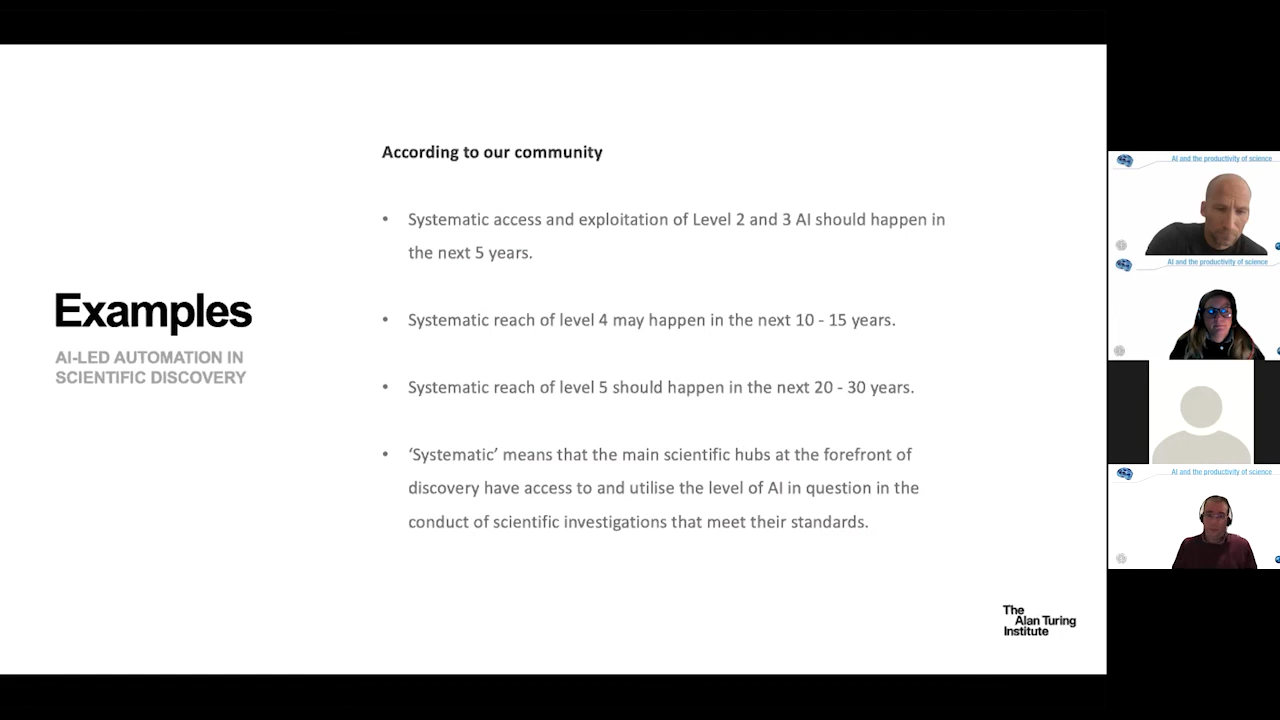 According to our community
• Systematic access and exploitation of Level 2 and 3 AI should happen in
the next 5 years.
• Systematic reach of level 4 may happen in the next 10 - 15 years.
Examples
AI-LED AUTOMATION IN
SCIENTIFIC DISCOVERY
• Systematic reach of level 5 should happen in the next 20 - 30 years.
• ‘Systematic’ means that the main scientific hubs at the forefront of
discovery have access to and utilise the level of AI in question in the
conduct of scientific investigations that meet their standards.
The
Alan Turing
Institute
AI and the productivity of science
AI and the productivity of science
AI and the productivity of science